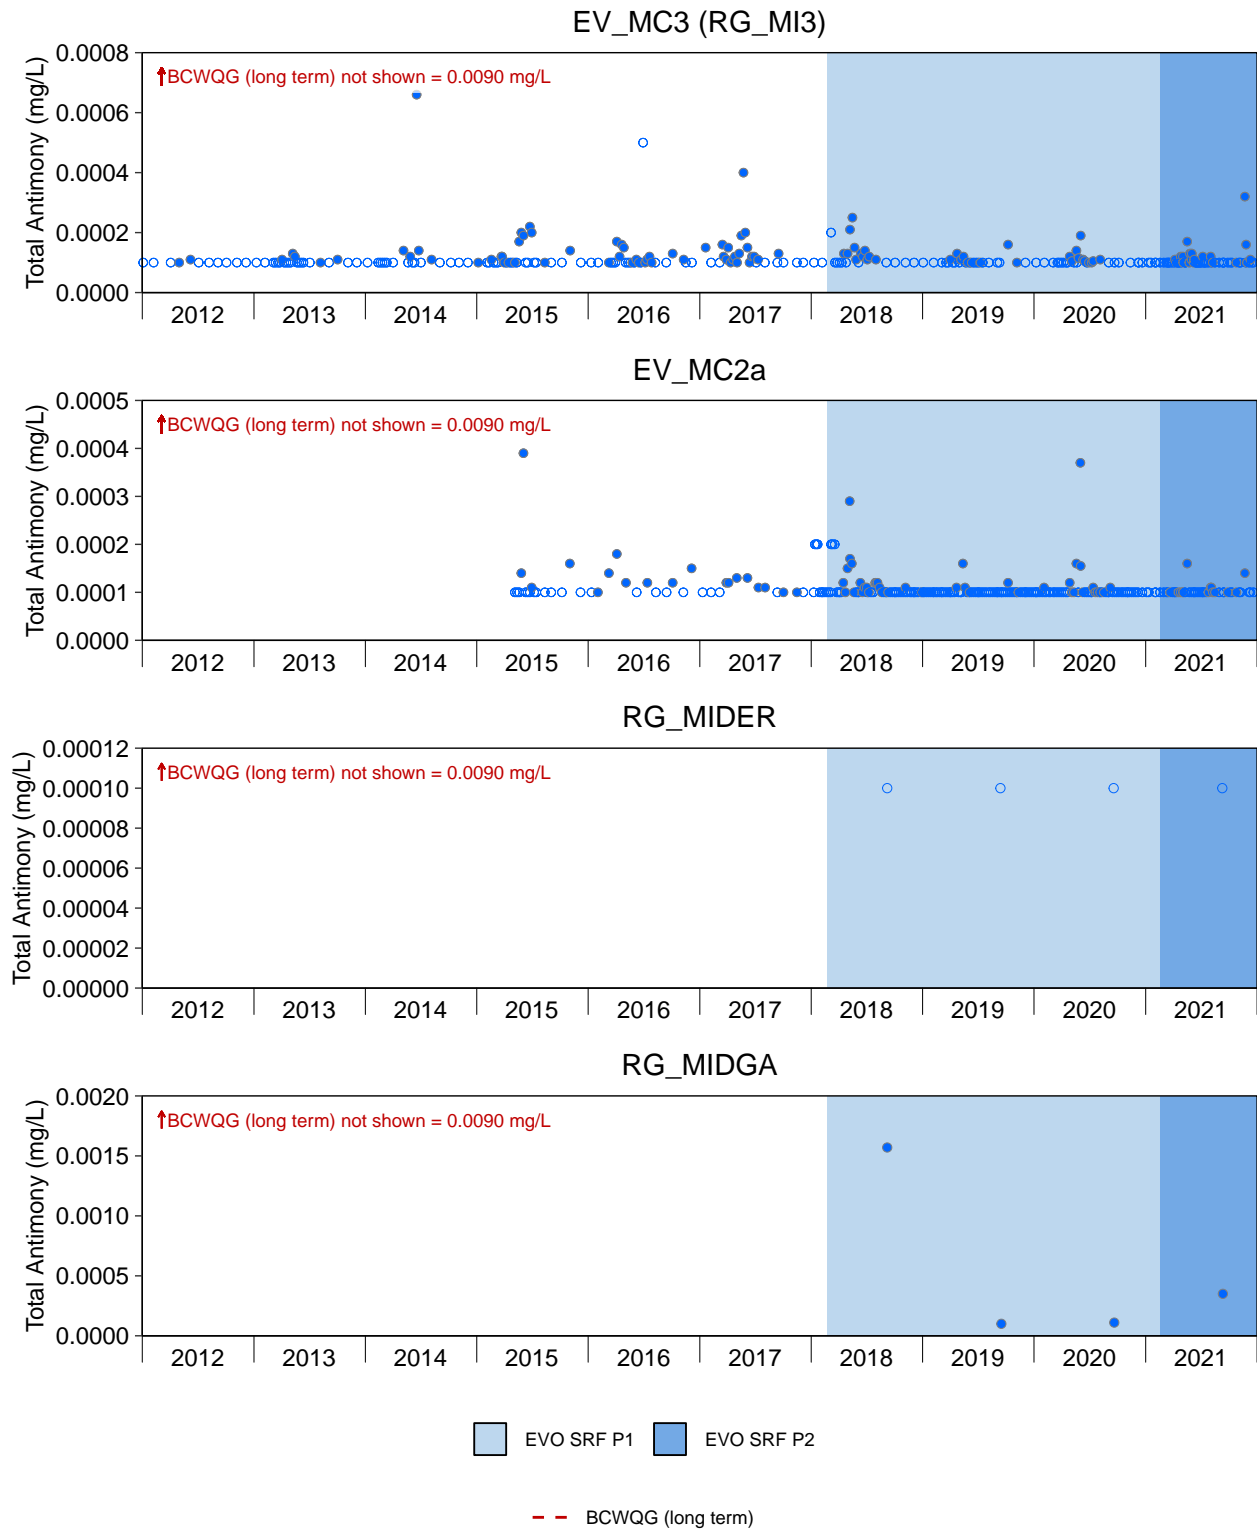 EV_MC3 (RG_MI3)
Total Antimony (mg/L)
0.0008
0.0006
0.0004
0.0002
0.0000
BCWQG (long term) not shown = 0.0090 mg/L
2012 2013 2014 2015 2016 2017 2018 2019 2020 2021
EV_MC2a
Total Antimony (mg/L)
0.0005
0.0004
0.0003
0.0002
0.0001
0.0000
BCWQG (long term) not shown = 0.0090 mg/L
2012 2013 2014 2015 2016 2017 2018 2019 2020 2021
RG_MIDER
Total Antimony (mg/L)
0.00012
0.00010
0.00008
0.00006
0.00004
0.00002
0.00000
BCWQG (long term) not shown = 0.0090 mg/L
2012 2013 2014 2015 2016 2017 2018 2019 2020 2021
RG_MIDGA
Total Antimony (mg/L)
0.0020
0.0015
0.0010
0.0005
0.0000
BCWQG (long term) not shown = 0.0090 mg/L
2012 2013 2014 2015 2016 2017 2018 2019 2020 2021
EVO SRF P1 EVO SRF P2
BCWQG (long term)